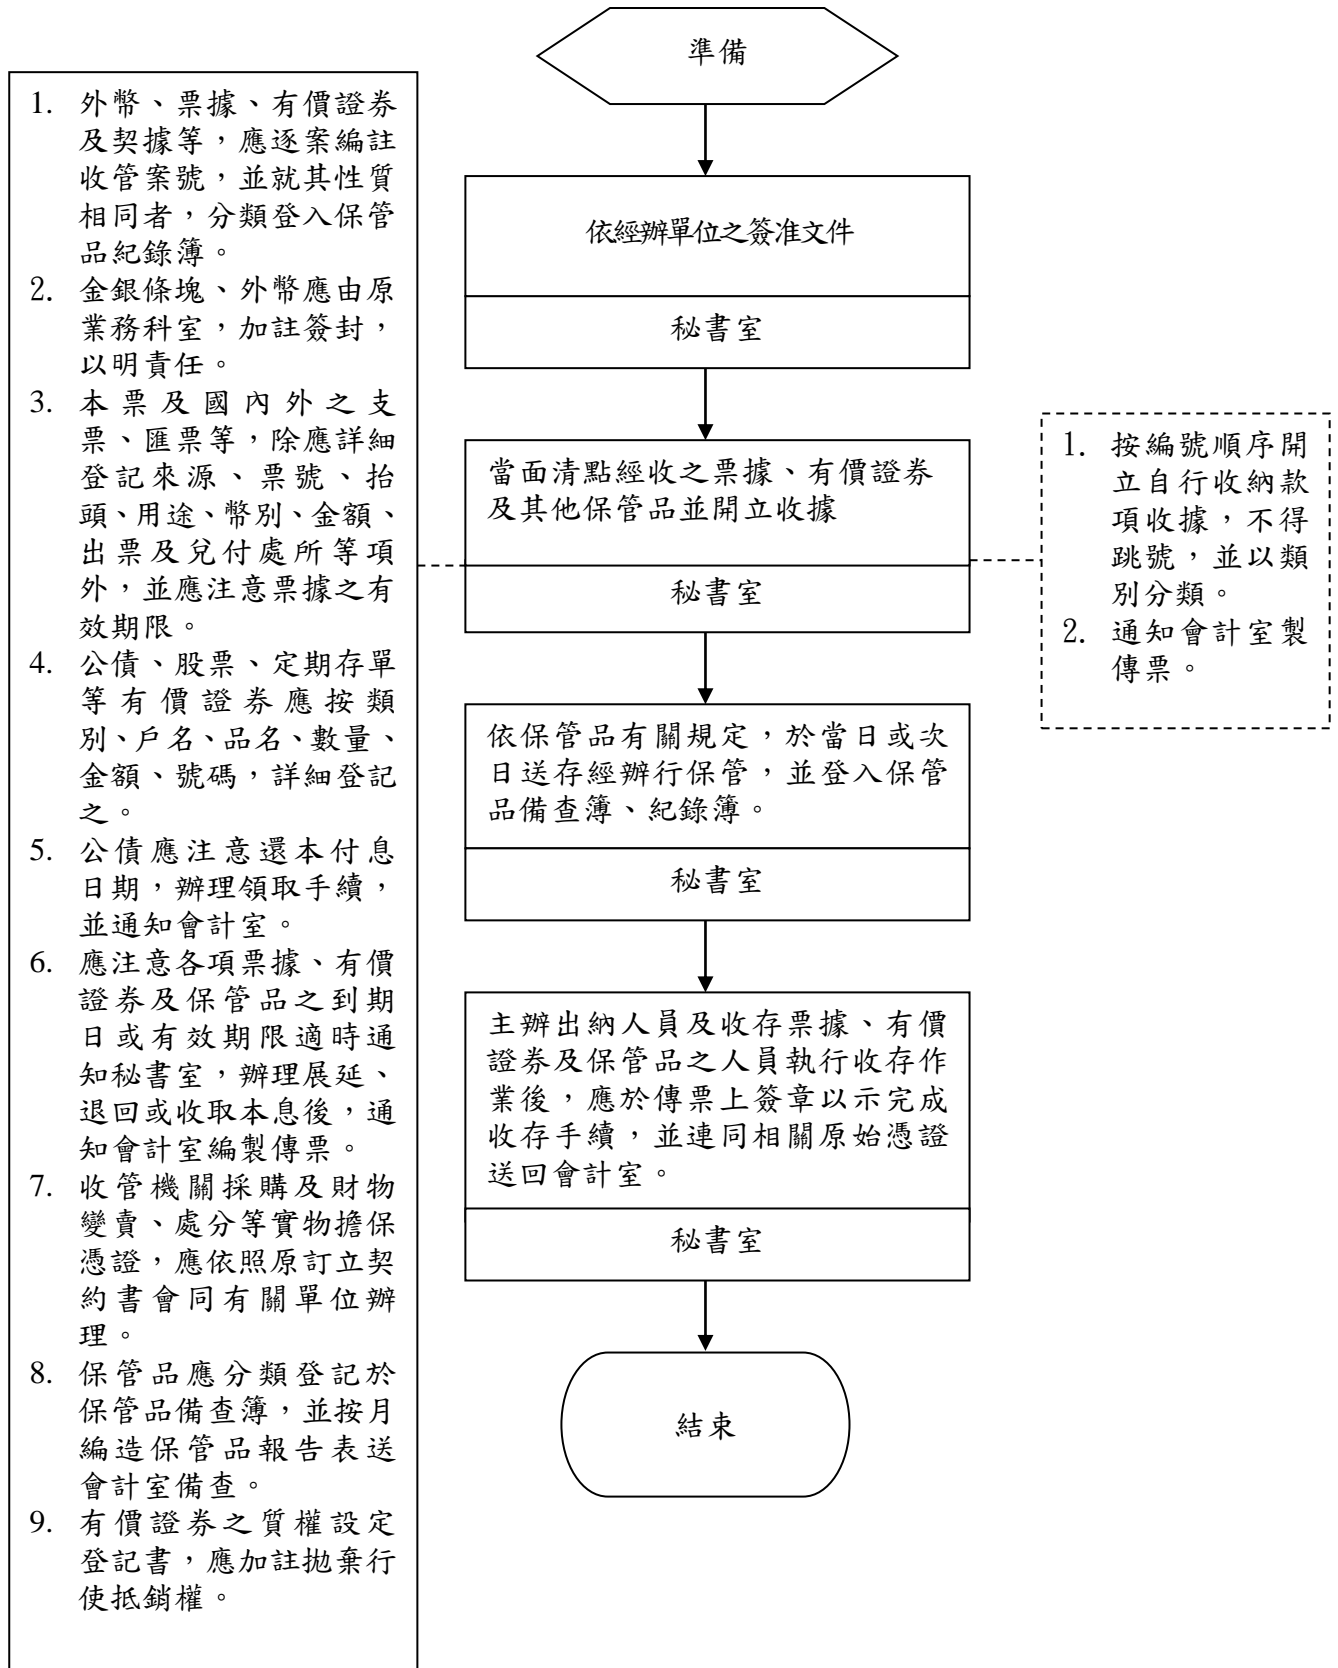 準備
1. 外幣、票據、有價證券
及契據等，應逐案編註
收管案號，並就其性質
相同者，分類登入保管
品紀錄簿。
2. 金銀條塊、外幣應由原
業務科室，加註簽封，
以明責任。
3. 本票及國內外之支
票、匯票等，除應詳細
登記來源、票號、抬
頭、用途、幣別、金額、
出票及兌付處所等項
外，並應注意票據之有
效期限。
4. 公債、股票、定期存單
等有價證券應按類
別、戶名、品名、數量、
金額、號碼，詳細登記
之。
5. 公債應注意還本付息
日期，辦理領取手續，
並通知會計室。
6. 應注意各項票據、有價
證券及保管品之到期
日或有效期限適時通
知秘書室，辦理展延、
退回或收取本息後，通
知會計室編製傳票。
7. 收管機關採購及財物
變賣、處分等實物擔保
憑證，應依照原訂立契
約書會同有關單位辦
理。
8. 保管品應分類登記於
保管品備查簿，並按月
編造保管品報告表送
會計室備查。
9. 有價證券之質權設定
登記書，應加註拋棄行
使抵銷權。
依經辦單位之簽准文件
秘書室
當面清點經收之票據、有價證券
及其他保管品並開立收據
秘書室
1. 按編號順序開
立自行收納款
項收據，不得
跳號，並以類
別分類。
2. 通知會計室製
傳票。
依保管品有關規定，於當日或次
日送存經辦行保管，並登入保管
品備查簿、紀錄簿。
秘書室
主辦出納人員及收存票據、有價
證券及保管品之人員執行收存作
業後，應於傳票上簽章以示完成
收存手續，並連同相關原始憑證
送回會計室。
秘書室
結束